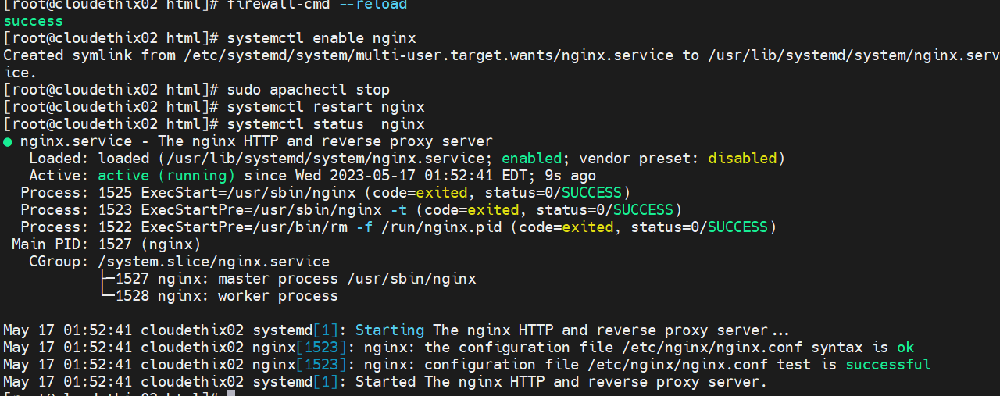 [root@cloudethix02 html]# firewall-cmd --reload
success
[root@cloudethix02 html]# systemctl enable nginx
Created symlink from /etc/systemd/system/multi-user.target.wants/nginx.service to /usr/lib/systemd/system/nginx.serv
ice.
[root@cloudethix02 html]# sudo apachectl stop
[root@cloudethix02 html]# systemctl restart nginx
[root@cloudethix02 html]# systemctl status  nginx
● nginx.service - The nginx HTTP and reverse proxy server
   Loaded: loaded (/usr/lib/systemd/system/nginx.service; enabled; vendor preset: disabled)
   Active: active (running) since Wed 2023-05-17 01:52:41 EDT; 9s ago
  Process: 1525 ExecStart=/usr/sbin/nginx (code=exited, status=0/SUCCESS)
  Process: 1523 ExecStartPre=/usr/sbin/nginx -t (code=exited, status=0/SUCCESS)
  Process: 1522 ExecStartPre=/usr/bin/rm -f /run/nginx.pid (code=exited, status=0/SUCCESS)
 Main PID: 1527 (nginx)
   CGroup: /system.slice/nginx.service
           ├─1527 nginx: master process /usr/sbin/nginx
           └─1528 nginx: worker process
May 17 01:52:41 cloudethix02 systemd[1]: Starting The nginx HTTP and reverse proxy server...
May 17 01:52:41 cloudethix02 nginx[1523]: nginx: the configuration file /etc/nginx/nginx.conf syntax is ok
May 17 01:52:41 cloudethix02 nginx[1523]: nginx: configuration file /etc/nginx/nginx.conf test is successful
May 17 01:52:41 cloudethix02 systemd[1]: Started The nginx HTTP and reverse proxy server.
[root@cloudethix02 html]#